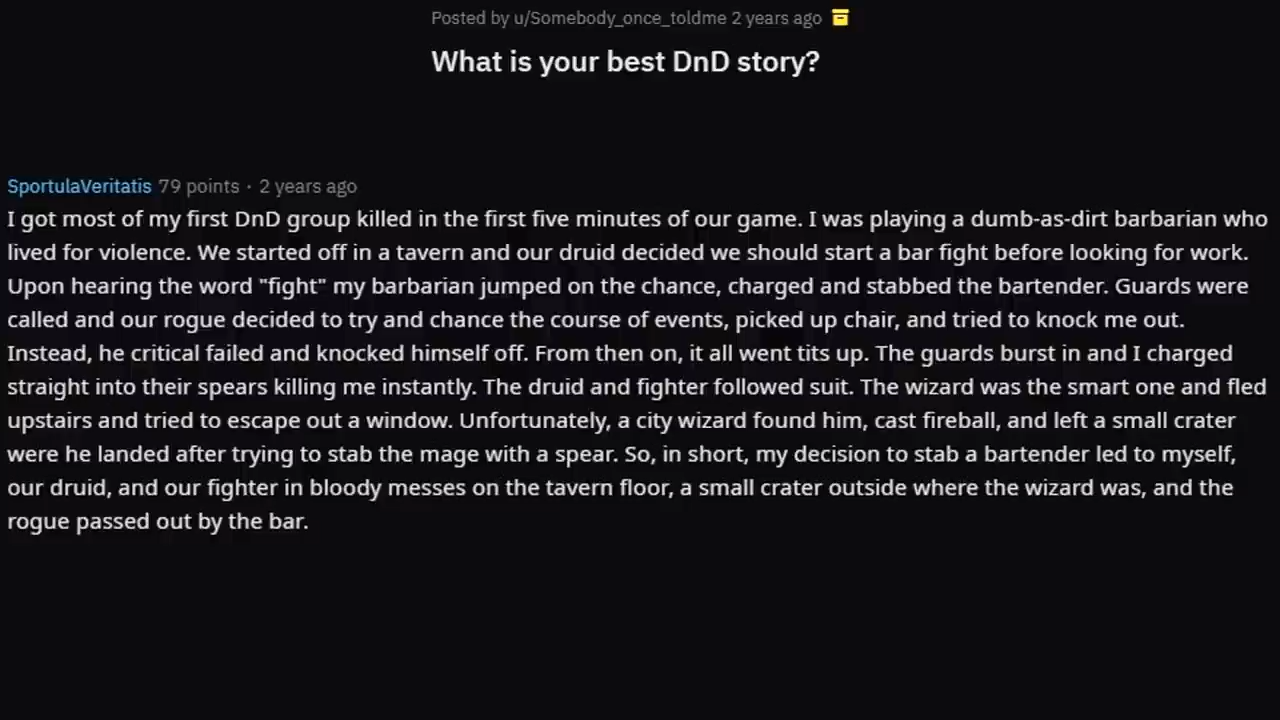 Posted by u/Somebody_once_toldme 2 years ago
What is your best DnD story?
SportulaVeritatis 79 points · 2 years ago
I got most of my first DnD group killed in the first five minutes of our game. I was playing a dumb-as-dirt barbarian who
lived for violence. We started off in a tavern and our druid decided we should start a bar fight before looking for work.
Upon hearing the word "fight" my barbarian jumped on the chance, charged and stabbed the bartender. Guards were
called and our rogue decided to try and chance the course of events, picked up chair, and tried to knock me out.
Instead, he critical failed and knocked himself off. From then on, it all went tits up. The guards burst in and I charged
straight into their spears killing me instantly. The druid and fighter followed suit. The wizard was the smart one and fled
upstairs and tried to escape out a window. Unfortunately, a city wizard found him, cast fireball, and left a small crater
were he landed after trying to stab the mage with a spear. So, in short, my decision to stab a bartender led to myself,
our druid, and our fighter in bloody messes on the tavern floor, a small crater outside where the wizard was, and the
rogue passed out by the bar.